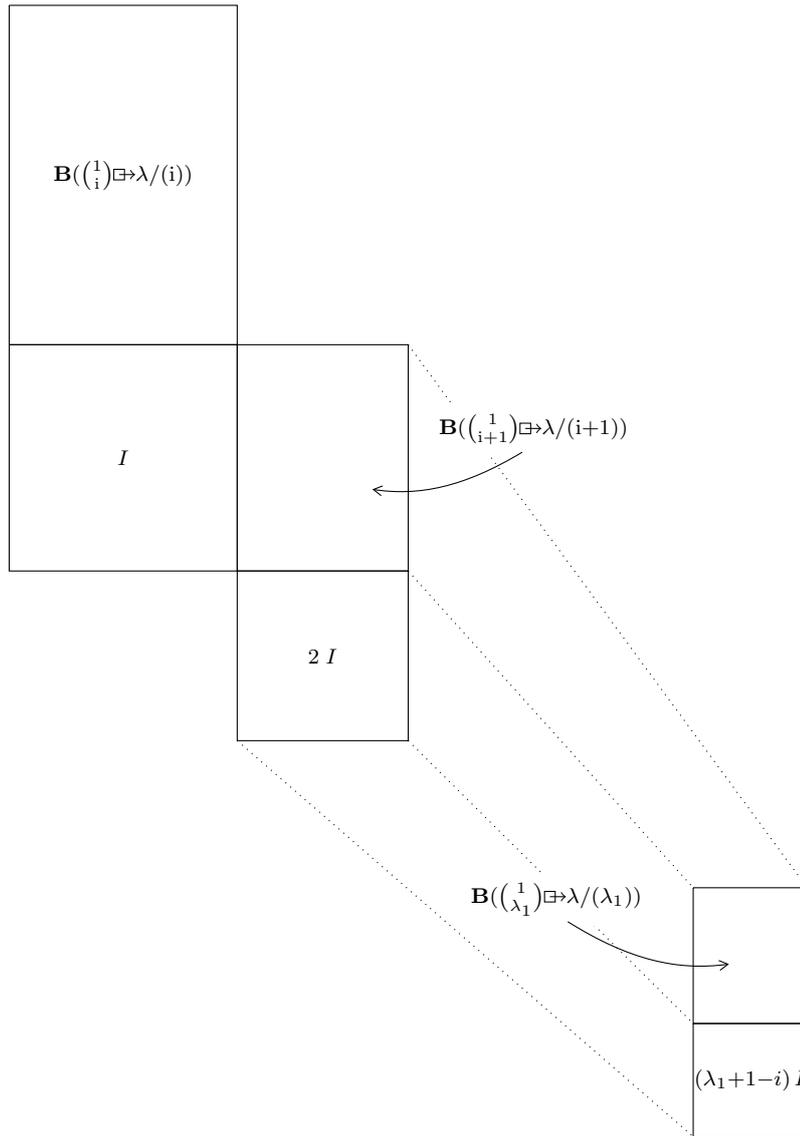 B((1 i)⊟→λ/(i))
I
B((1 i+1)⊟→λ/(i+1))
2 I
B((1 λ₁)⊟→λ/(λ₁))
(λ₁+1−i) I